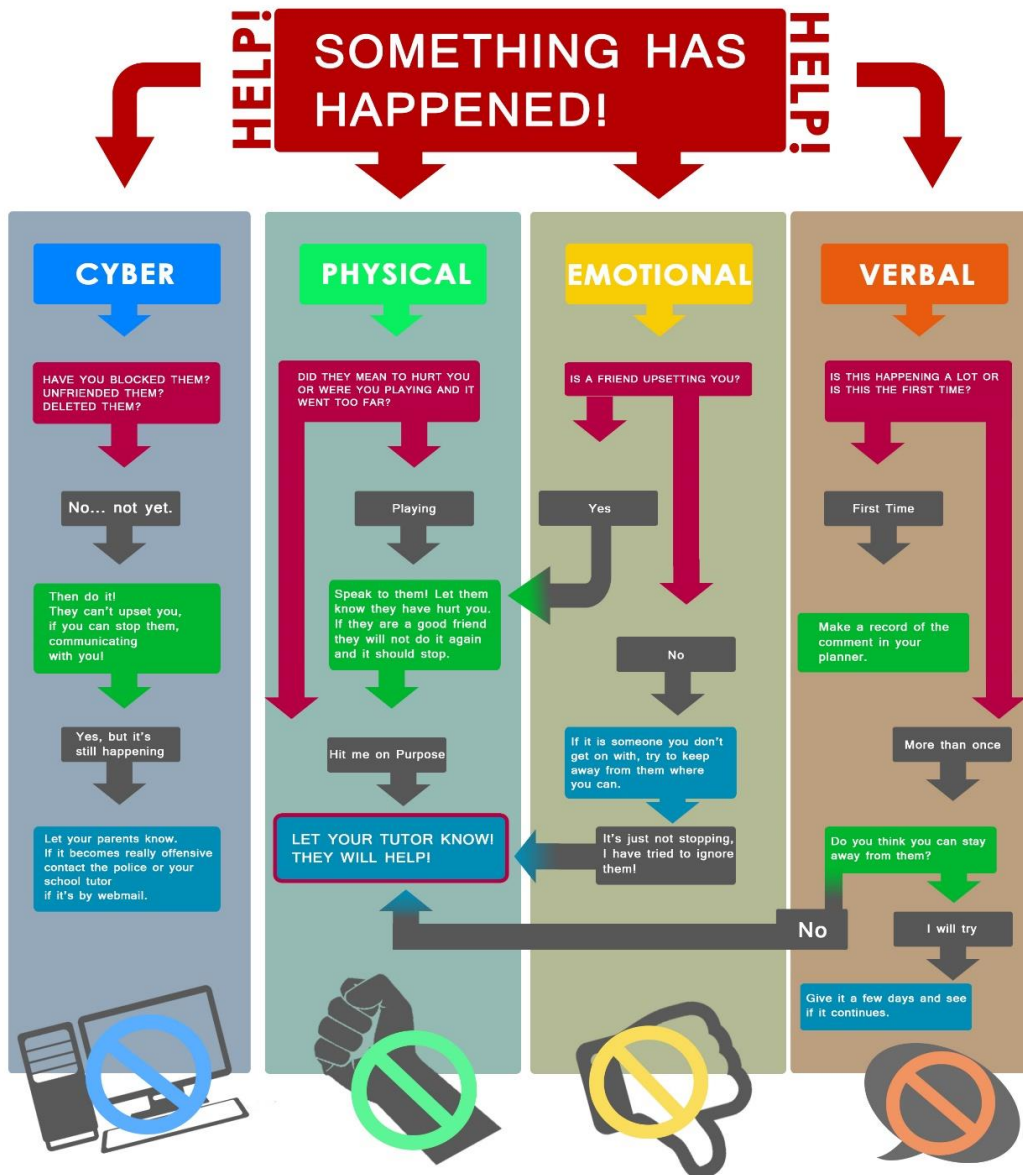 HELP!
SOMETHING HAS
HAPPENED!
HELP!
CYBER
HAVE YOU BLOCKED THEM?
UNFRIENDED THEM?
DELETED THEM?
No... not yet.
Then do it!
They can't upset you,
if you can stop them,
communicating
with you!
Yes, but it's
still happening
Let your parents know.
If it becomes really offensive
contact the police or your
school tutor
if it's by webmail.
PHYSICAL
DID THEY MEAN TO HURT YOU
OR WERE YOU PLAYING AND IT
WENT TOO FAR?
Playing
Speak to them! Let them
know they have hurt you.
If they are a good friend
they will not do it again
and it should stop.
Hit me on Purpose
LET YOUR TUTOR KNOW!
THEY WILL HELP!
EMOTIONAL
IS A FRIEND UPSETTING YOU?
Yes
No
If it is someone you don't
get on with, try to keep
away from them where
you can.
It's just not stopping,
I have tried to ignore
them!
VERBAL
IS THIS HAPPENING A LOT OR
IS THIS THE FIRST TIME?
First Time
Make a record of the
comment in your
planner.
More than once
Do you think you can stay
away from them?
No
I will try
Give it a few days and see
if it continues.